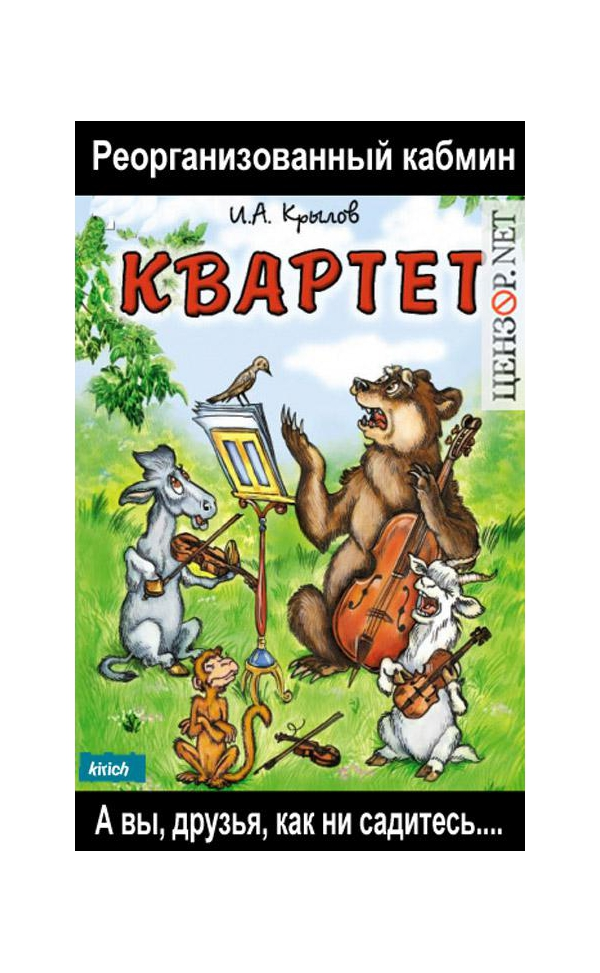 Реорганизованный кабмин
И.А. Крылов
КВАРТЕТ
ЦЕНЗОР.NET
kirich
А вы, друзья, как ни садитесь....